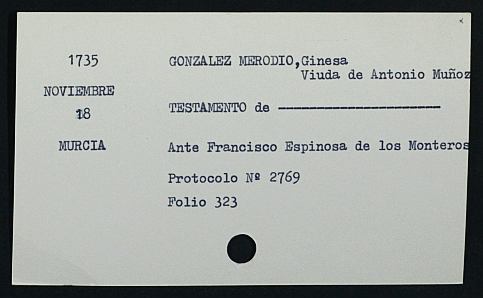 1735
GONZALEZ MERODIO,Ginesa
Viuda de Antonio Muñoz
NOVIEMBRE
18
TESTAMENTO de ---------------------
MURCIA
Ante Francisco Espinosa de los Monteros
Protocolo Nº 2769
Folio 323